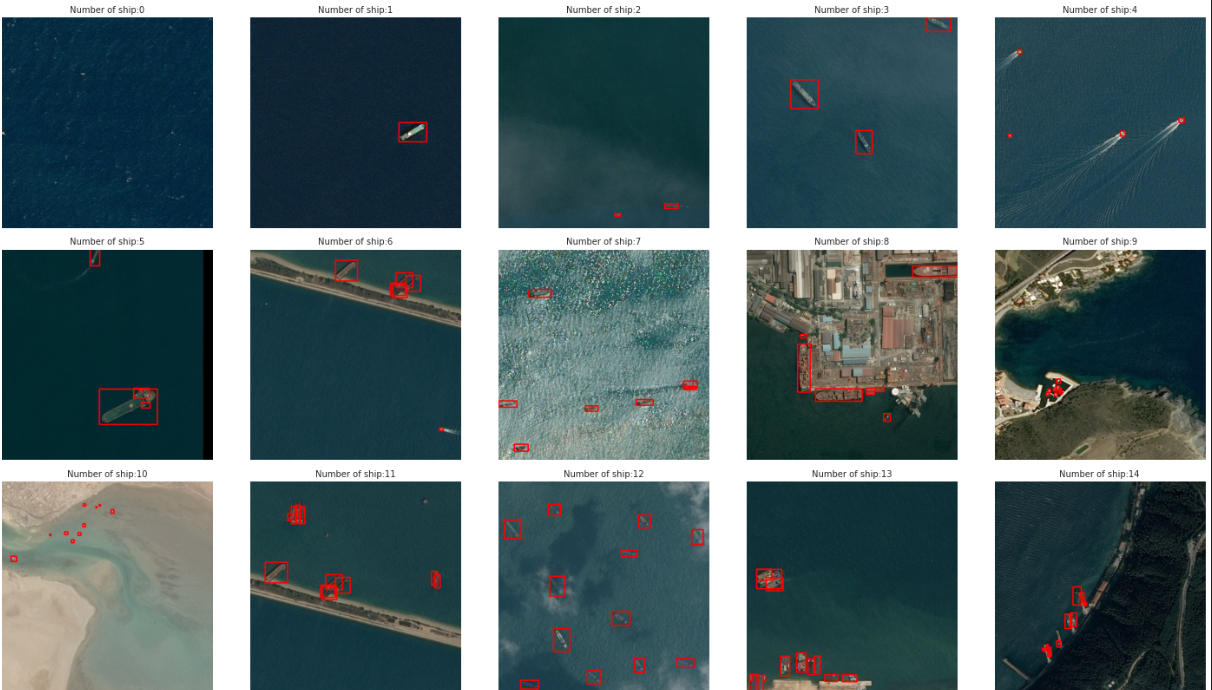 Number of ship:0
Number of ship:1
Number of ship:2
Number of ship:3
Number of ship:4
Number of ship:5
Number of ship:6
Number of ship:7
Number of ship:8
Number of ship:9
Number of ship:10
Number of ship:11
Number of ship:12
Number of ship:13
Number of ship:14